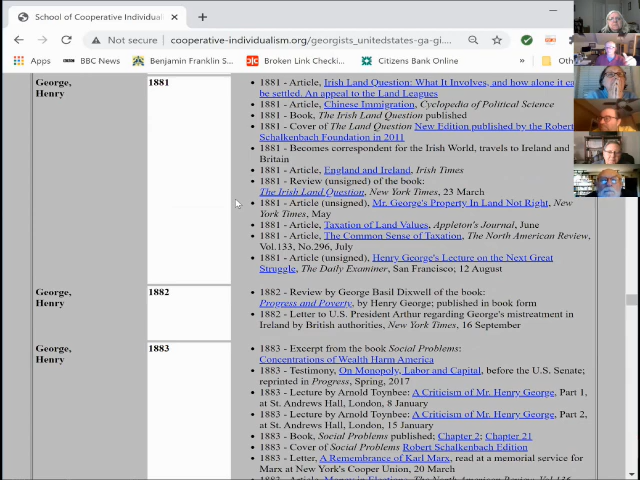 School of Cooperative Individualism
Not secure
cooperative-individualism.org/georgists_unitedstates-ga-gi....
Apps
BBC News
Benjamin Franklin S...
Broken Link Checki...
Citizens Bank Online
»
Other
George, Henry
1881
• 1881 - Article, Irish Land Question: What It Involves, and how alone it ca
be settled. An appeal to the Land Leagues
• 1881 - Article, Chinese Immigration, Cyclopedia of Political Science
• 1881 - Book, The Irish Land Question published
• 1881 - Cover of The Land Question New Edition published by the Robert
Schalkenbach Foundation in 2011
• 1881 - Becomes correspondent for the Irish World, travels to Ireland and
Britain
• 1881 - Article, England and Ireland, Irish Times
• 1881 - Review (unsigned) of the book:
The Irish Land Question, New York Times, 23 March
• 1881 - Article (unsigned), Mr. George's Property In Land Not Right, New
York Times, May
• 1881 - Article, Taxation of Land Values, Appleton's Journal, June
• 1881 - Article, The Common Sense of Taxation, The North American Review,
Vol.133, No.296, July
• 1881 - Article (unsigned), Henry George's Lecture on the Next Great
Struggle, The Daily Examiner, San Francisco; 12 August
George, Henry
1882
• 1882 - Review by George Basil Dixwell of the book:
Progress and Poverty, by Henry George; published in book form
• 1882 - Letter to U.S. President Arthur regarding George's mistreatment in
Ireland by British authorities, New York Times, 16 September
George, Henry
1883
• 1883 - Excerpt from the book Social Problems:
Concentrations of Wealth Harm America
• 1883 - Testimony, On Monopoly, Labor and Capital, before the U.S. Senate;
reprinted in Progress, Spring, 2017
• 1883 - Lecture by Arnold Toynbee: A Criticism of Mr. Henry George, Part 1,
at St. Andrews Hall, London, 8 January
• 1883 - Lecture by Arnold Toynbee: A Criticism of Mr. Henry George, Part 2,
at St. Andrews Hall, London, 15 January
• 1883 - Book, Social Problems published; Chapter 2; Chapter 21
• 1883 - Cover of Social Problems Robert Schalkenbach Edition
• 1883 - Letter, A Remembrance of Karl Marx, read at a memorial service for
Marx at New York's Cooper Union, 20 March
• 1883 - Article, Money in Elections, The North American Review, Vol.136,